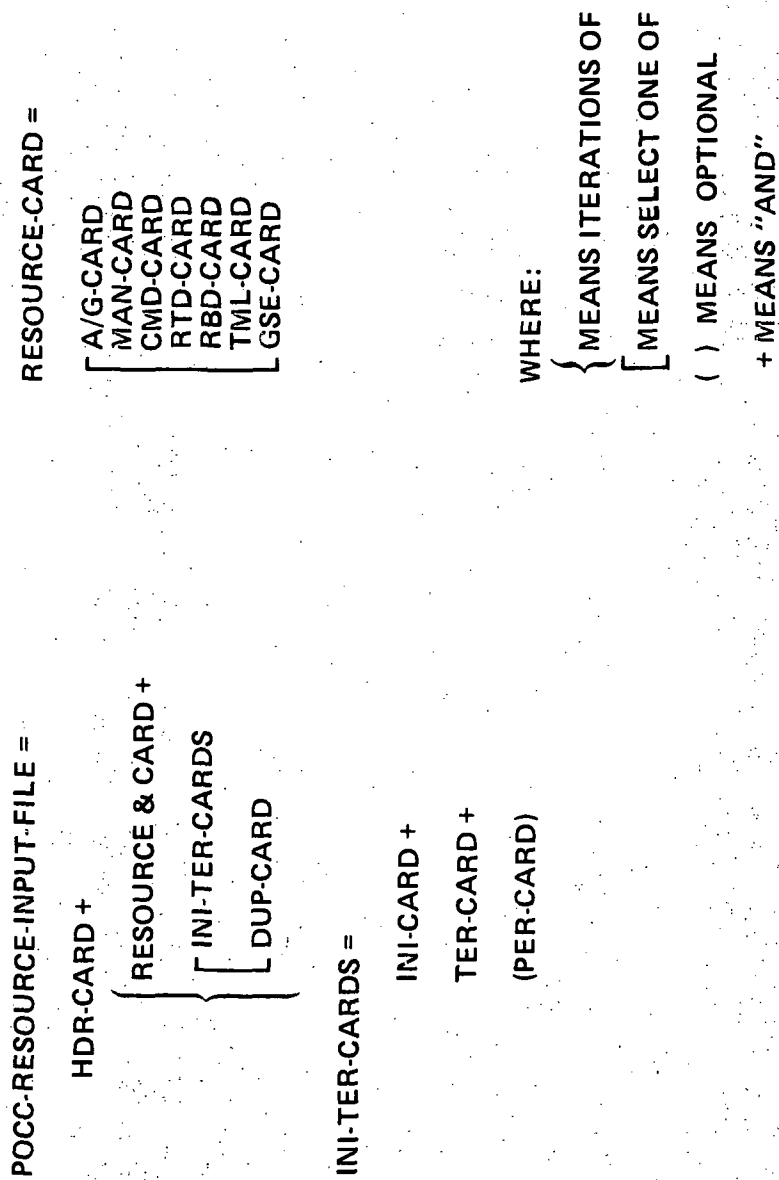 POCC-RESOURCE-INPUT-FILE =
HDR-CARD +
RESOURCE & CARD +
INI-TER-CARDS
DUP-CARD
INI-TER-CARDS =
INI-CARD +
TER-CARD +
(PER-CARD)
RESOURCE-CARD =
A/G-CARD
MAN-CARD
CMD-CARD
RTD-CARD
RBD-CARD
TML-CARD
GSE-CARD
WHERE:
{ MEANS ITERATIONS OF
[ MEANS SELECT ONE OF
( ) MEANS OPTIONAL
+ MEANS "AND"